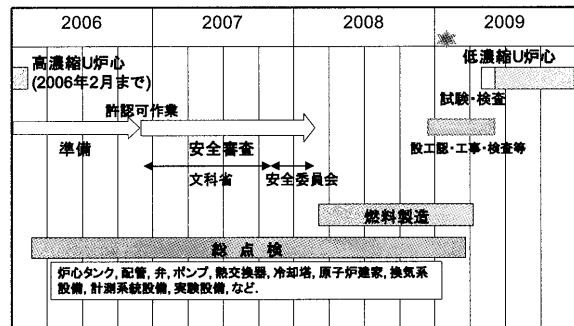 2006 2007 2008 2009
高濃縮U炉心
(2006年2月まで)
低濃縮U炉心
許認可作業
試験・検査
準備
安全審査
設工認・工事・検査等
文科省
安全委員会
燃料製造
総点検
炉心タンク, 配管, 弁, ポンプ, 熱交換器, 冷却塔, 原子炉建家, 換気系
設備, 計測系統設備, 実験設備, など.